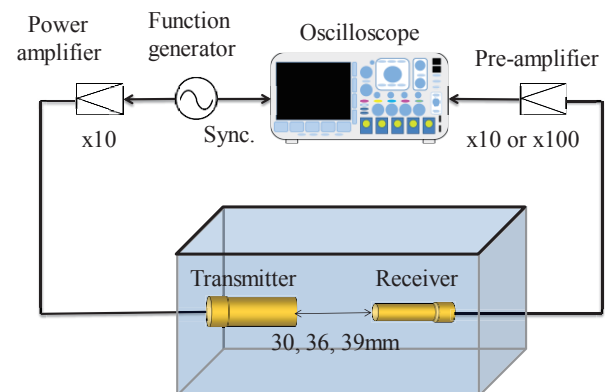 Power
amplifier
Function
generator
Oscilloscope
Pre-amplifier
x10
Sync.
x10 or x100
Transmitter
Receiver
30, 36, 39mm